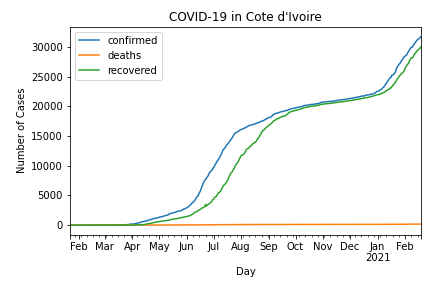 COVID-19 in Cote d'Ivoire
confirmed
deaths
recovered
Number of Cases
30000
25000
20000
15000
10000
5000
0
Feb Mar Apr May Jun Jul Aug Sep Oct Nov Dec Jan Feb
2021
Day